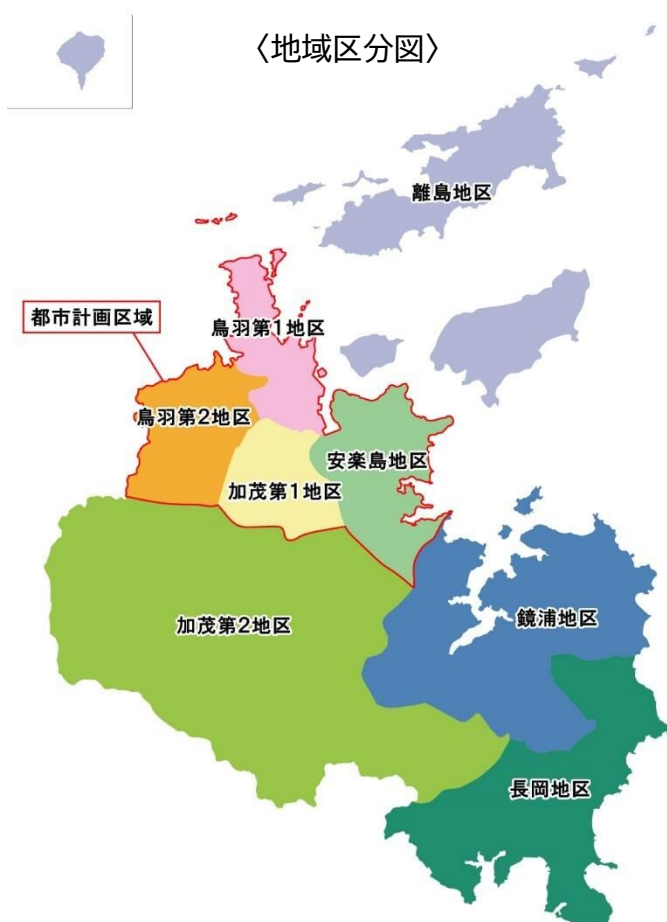 〈地域区分図〉
離島地区
都市計画区域
鳥羽第1地区
鳥羽第2地区
安楽島地区
加茂第1地区
加茂第2地区
鏡浦地区
長岡地区